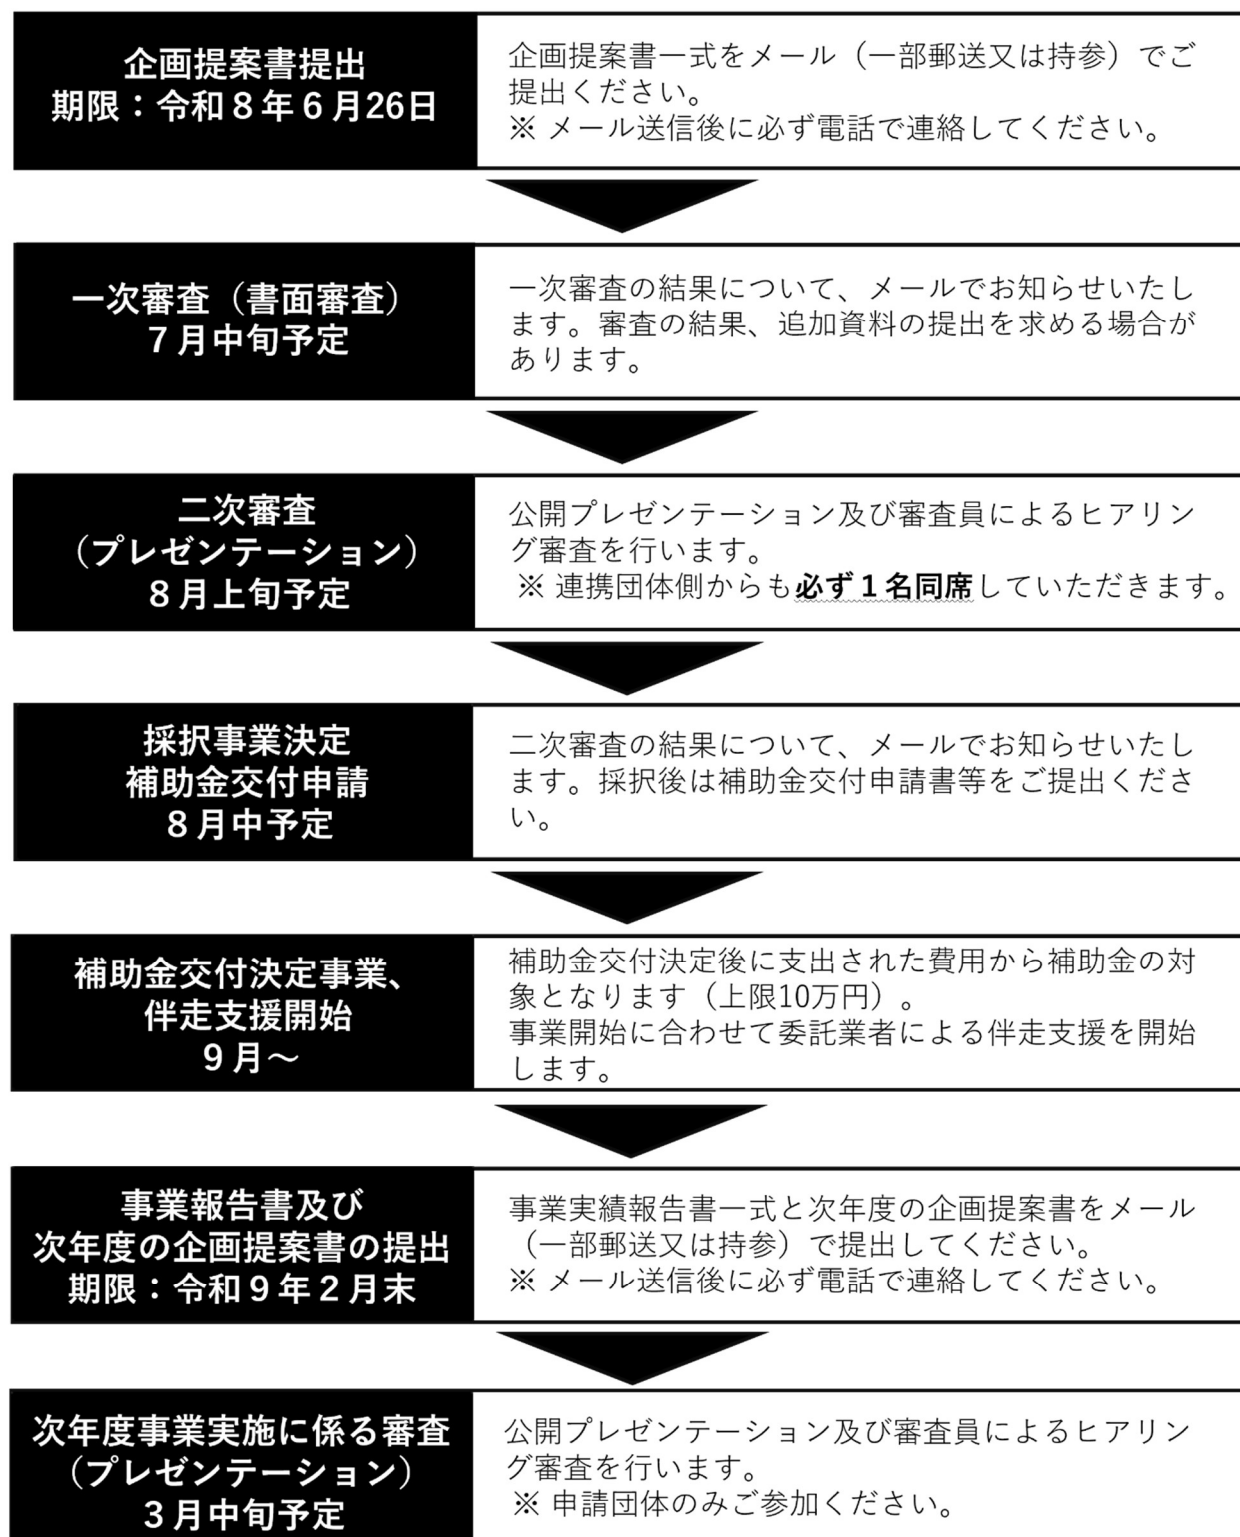 企画提案書提出
期限：令和８年６月26日
企画提案書一式をメール（一部郵送又は持参）でご
提出ください。
※ メール送信後に必ず電話で連絡してください。
一次審査（書面審査）
７月中旬予定
一次審査の結果について、メールでお知らせいたし
ます。審査の結果、追加資料の提出を求める場合が
あります。
二次審査
（プレゼンテーション）
８月上旬予定
公開プレゼンテーション及び審査員によるヒアリン
グ審査を行います。
※ 連携団体側からも必ず１名同席していただきます。
採択事業決定
補助金交付申請
８月中予定
二次審査の結果について、メールでお知らせいたし
ます。採択後は補助金交付申請書等をご提出くださ
い。
補助金交付決定事業、
伴走支援開始
９月～
補助金交付決定後に支出された費用から補助金の対
象となります（上限10万円）。
事業開始に合わせて委託業者による伴走支援を開始
します。
事業報告書及び
次年度の企画提案書の提出
期限：令和９年２月末
事業実績報告書一式と次年度の企画提案書をメール
（一部郵送又は持参）で提出してください。
※ メール送信後に必ず電話で連絡してください。
次年度事業実施に係る審査
（プレゼンテーション）
３月中旬予定
公開プレゼンテーション及び審査員によるヒアリン
グ審査を行います。
※ 申請団体のみご参加ください。